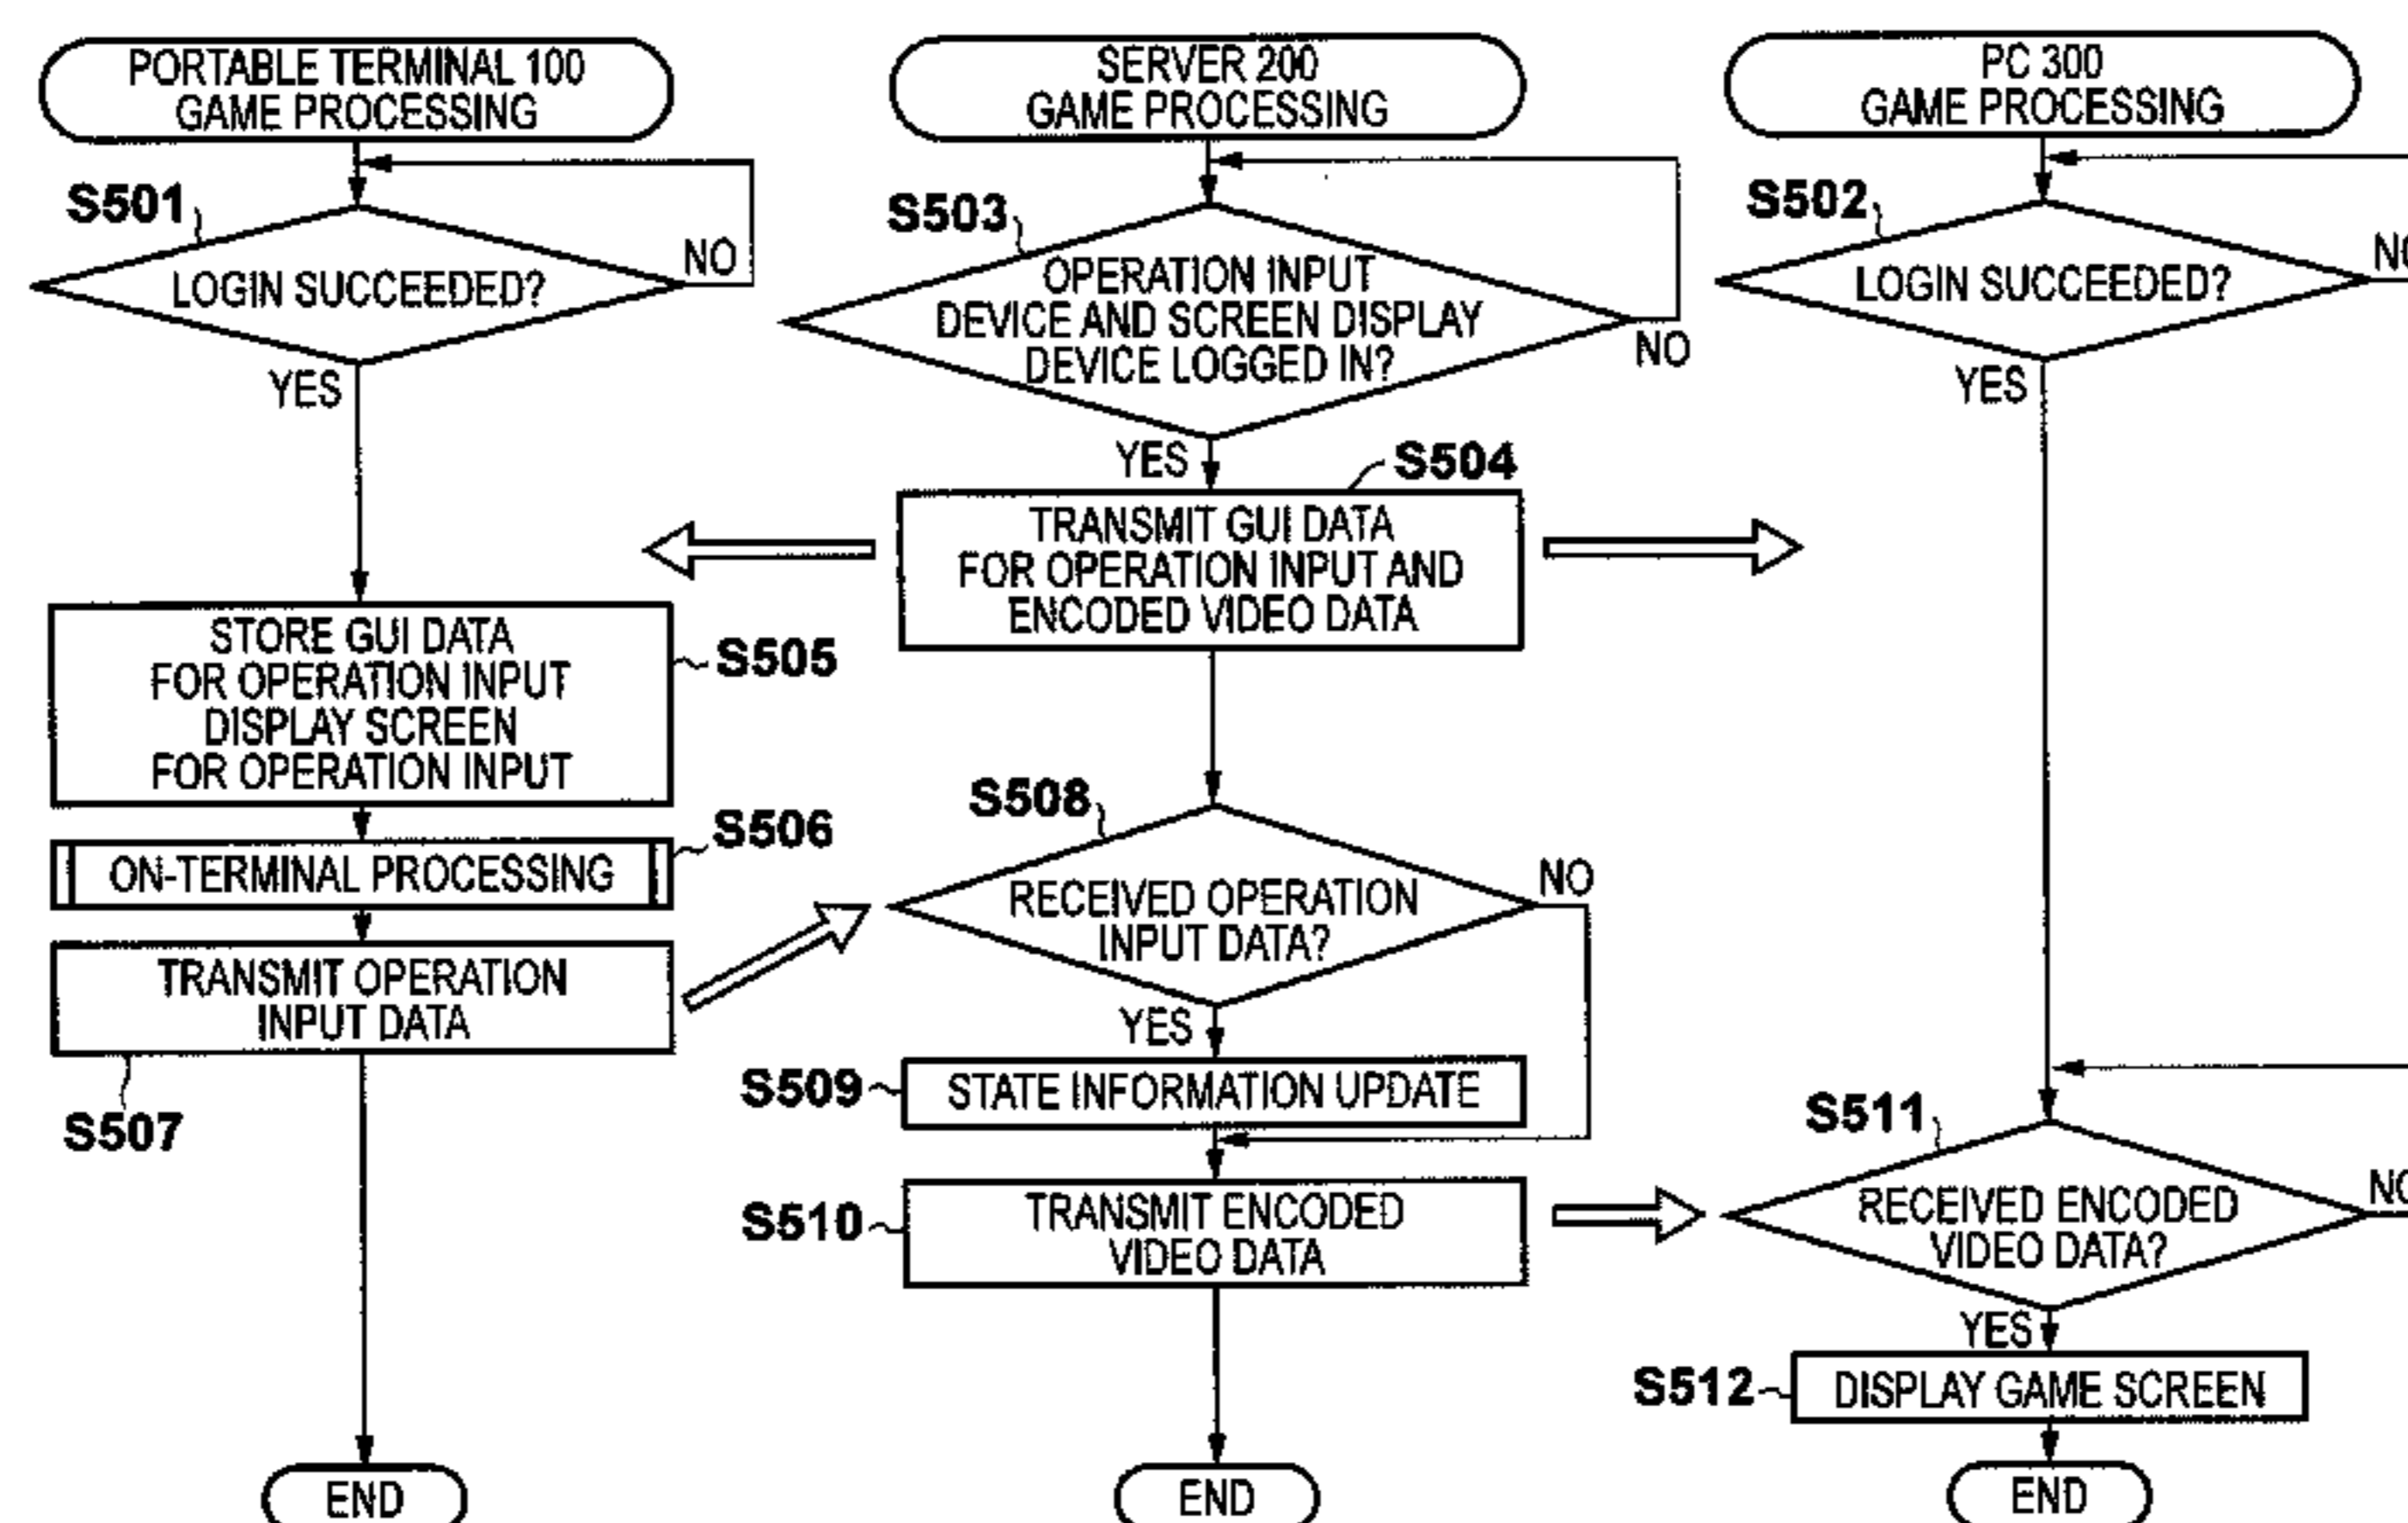 PORTABLE TERMINAL 100
GAME PROCESSING
S501
LOGIN SUCCEEDED?
NO
YES
STORE GUI DATA
FOR OPERATION INPUT
DISPLAY SCREEN
FOR OPERATION INPUT
S505
ON-TERMINAL PROCESSING
S506
TRANSMIT OPERATION
INPUT DATA
S507
END
SERVER 200
GAME PROCESSING
S503
OPERATION INPUT
DEVICE AND SCREEN DISPLAY
DEVICE LOGGED IN?
NO
YES
S504
TRANSMIT GUI DATA
FOR OPERATION INPUT AND
ENCODED VIDEO DATA
S508
RECEIVED OPERATION
INPUT DATA?
NO
YES
S509
STATE INFORMATION UPDATE
S510
TRANSMIT ENCODED
VIDEO DATA
END
PC 300
GAME PROCESSING
S502
LOGIN SUCCEEDED?
NO
YES
S511
RECEIVED ENCODED
VIDEO DATA?
NO
YES
S512
DISPLAY GAME SCREEN
END